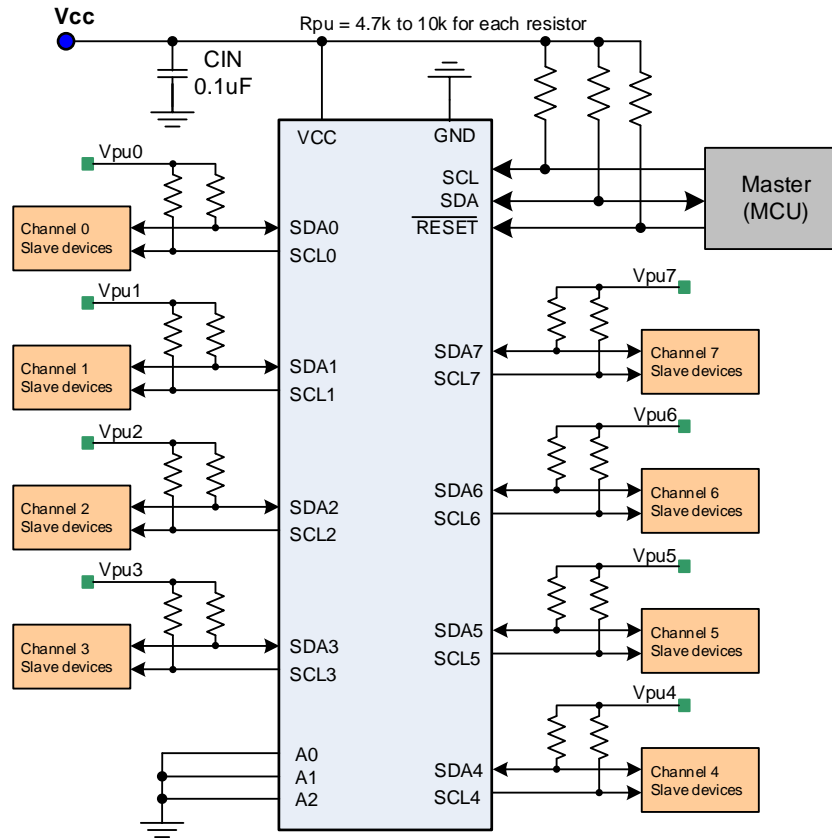 Vcc
Rpu = 4.7k to 10k for each resistor
CIN
0.1uF
VCC
GND
SCL
SDA
RESET
Master
(MCU)
Vpu0
Channel 0
Slave devices
SDA0
SCL0
Vpu1
Channel 1
Slave devices
SDA1
SCL1
Vpu2
Channel 2
Slave devices
SDA2
SCL2
Vpu3
Channel 3
Slave devices
SDA3
SCL3
A0
A1
A2
Vpu7
SDA7
SCL7
Channel 7
Slave devices
Vpu6
SDA6
SCL6
Channel 6
Slave devices
Vpu5
SDA5
SCL5
Channel 5
Slave devices
Vpu4
SDA4
SCL4
Channel 4
Slave devices